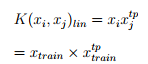 K(x_i, x_j)_{lin} = x_i x_j^{tp}
= x_{train} × x_{train}^{tp}